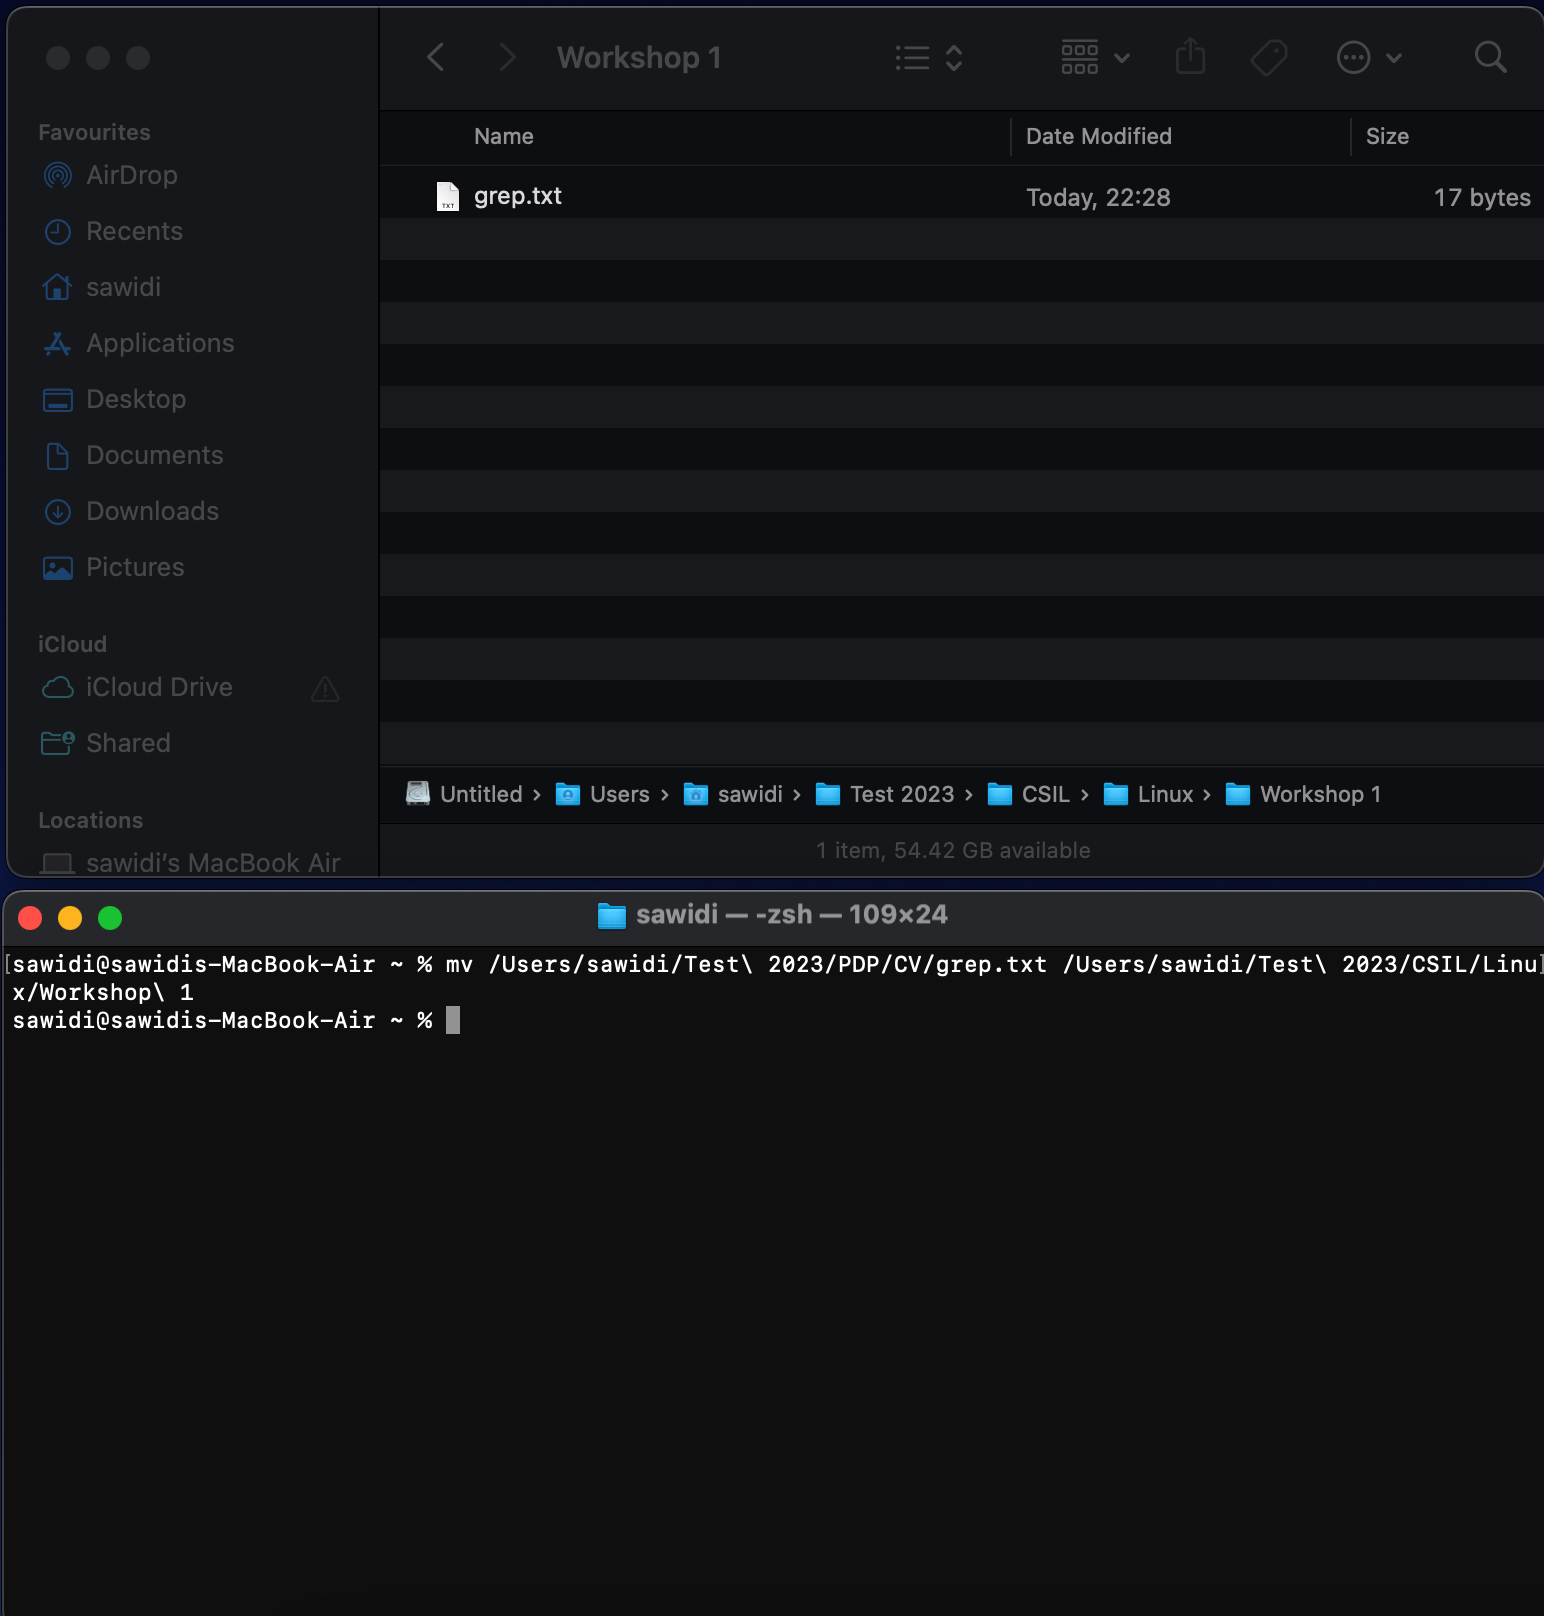 Workshop 1
Favourites
AirDrop
Recents
sawidi
Applications
Desktop
Documents
Downloads
Pictures
iCloud
iCloud Drive
Shared
Locations
sawidi’s MacBook Air
Name Date Modified Size
TXT grep.txt Today, 22:28 17 bytes
Untitled › Users › sawidi › Test 2023 › CSIL › Linux › Workshop 1
1 item, 54.42 GB available
sawidi — -zsh — 109×24
[sawidi@sawidis-MacBook-Air ~ % mv /Users/sawidi/Test\ 2023/PDP/CV/grep.txt /Users/sawidi/Test\ 2023/CSIL/Linu]
x/Workshop\ 1
sawidi@sawidis-MacBook-Air ~ %